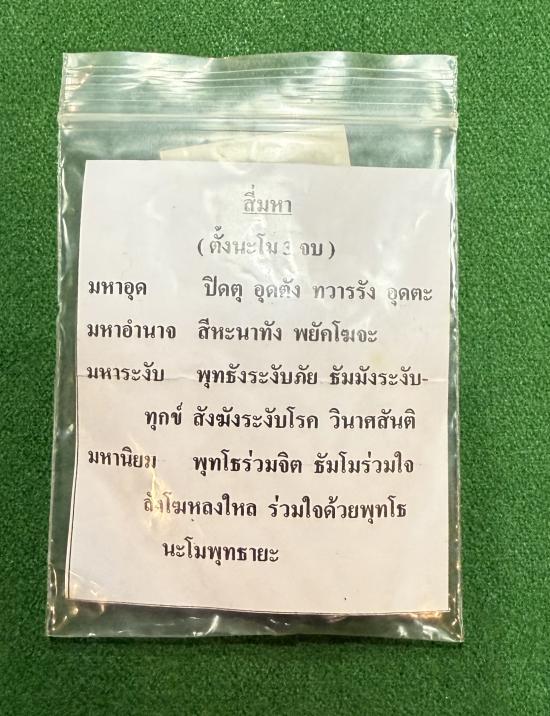 สี่มหา
( ตั้งนะโม 3 จบ )
มหาอุด ปิดตุ อุดตัง ทวารรัง อุดตะ
มหาอำนาจ สีหะนาทัง พยัคโฆจะ
มหาระงับ พุทธังระงับภัย ธัมมังระงับ-
ทุกข์ สังฆังระงับโรค วินาศสันติ
มหานิยม พุทโธร่วมจิต ธัมโมร่วมใจ
สังโฆหลงใหล ร่วมใจด้วยพุทโธ
นะโมพุทธายะ